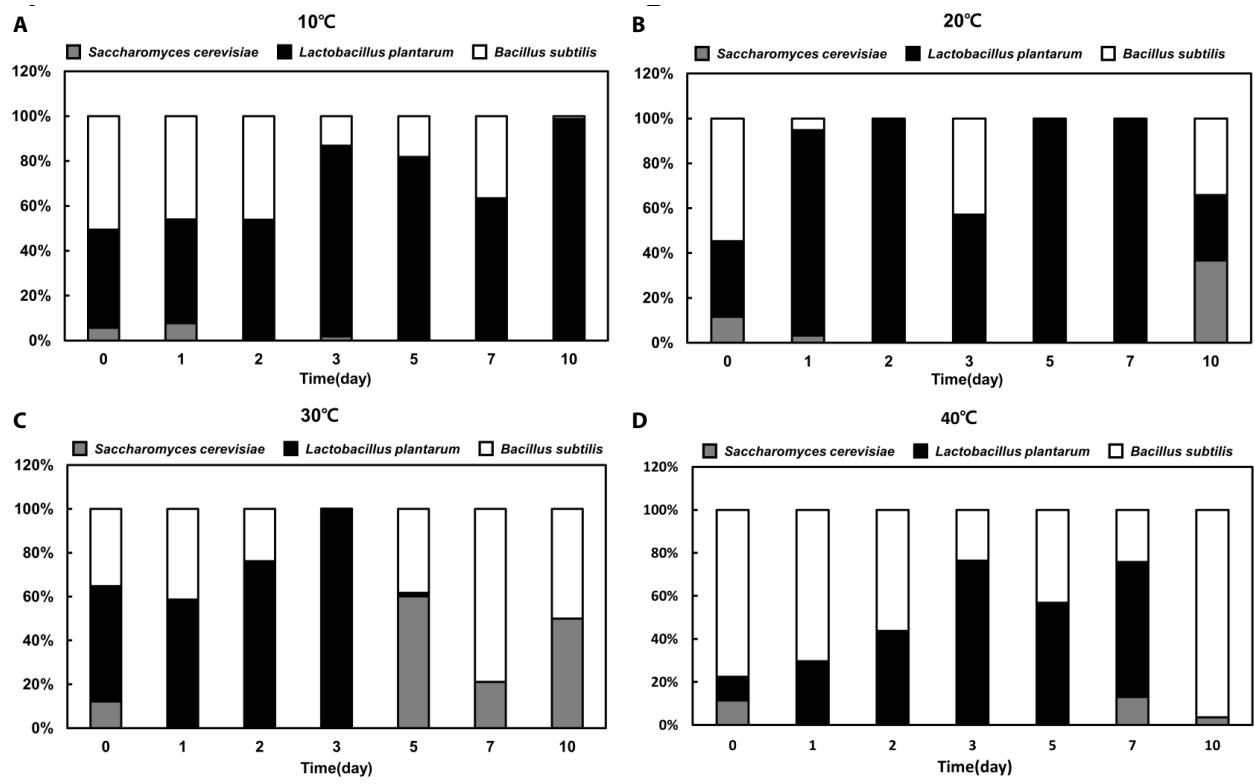 A
10℃
Saccharomyces cerevisiae Lactobacillus plantarum Bacillus subtilis
120%
100%
80%
60%
40%
20%
0%
0 1 2 3 5 7 10
Time(day)
B
20℃
Saccharomyces cerevisiae Lactobacillus plantarum Bacillus subtilis
120%
100%
80%
60%
40%
20%
0%
0 1 2 3 5 7 10
Time(day)
C
30℃
Saccharomyces cerevisiae Lactobacillus plantarum Bacillus subtilis
120%
100%
80%
60%
40%
20%
0%
0 1 2 3 5 7 10
Time(day)
D
40℃
Saccharomyces cerevisiae Lactobacillus plantarum Bacillus subtilis
120%
100%
80%
60%
40%
20%
0%
0 1 2 3 5 7 10
Time(day)